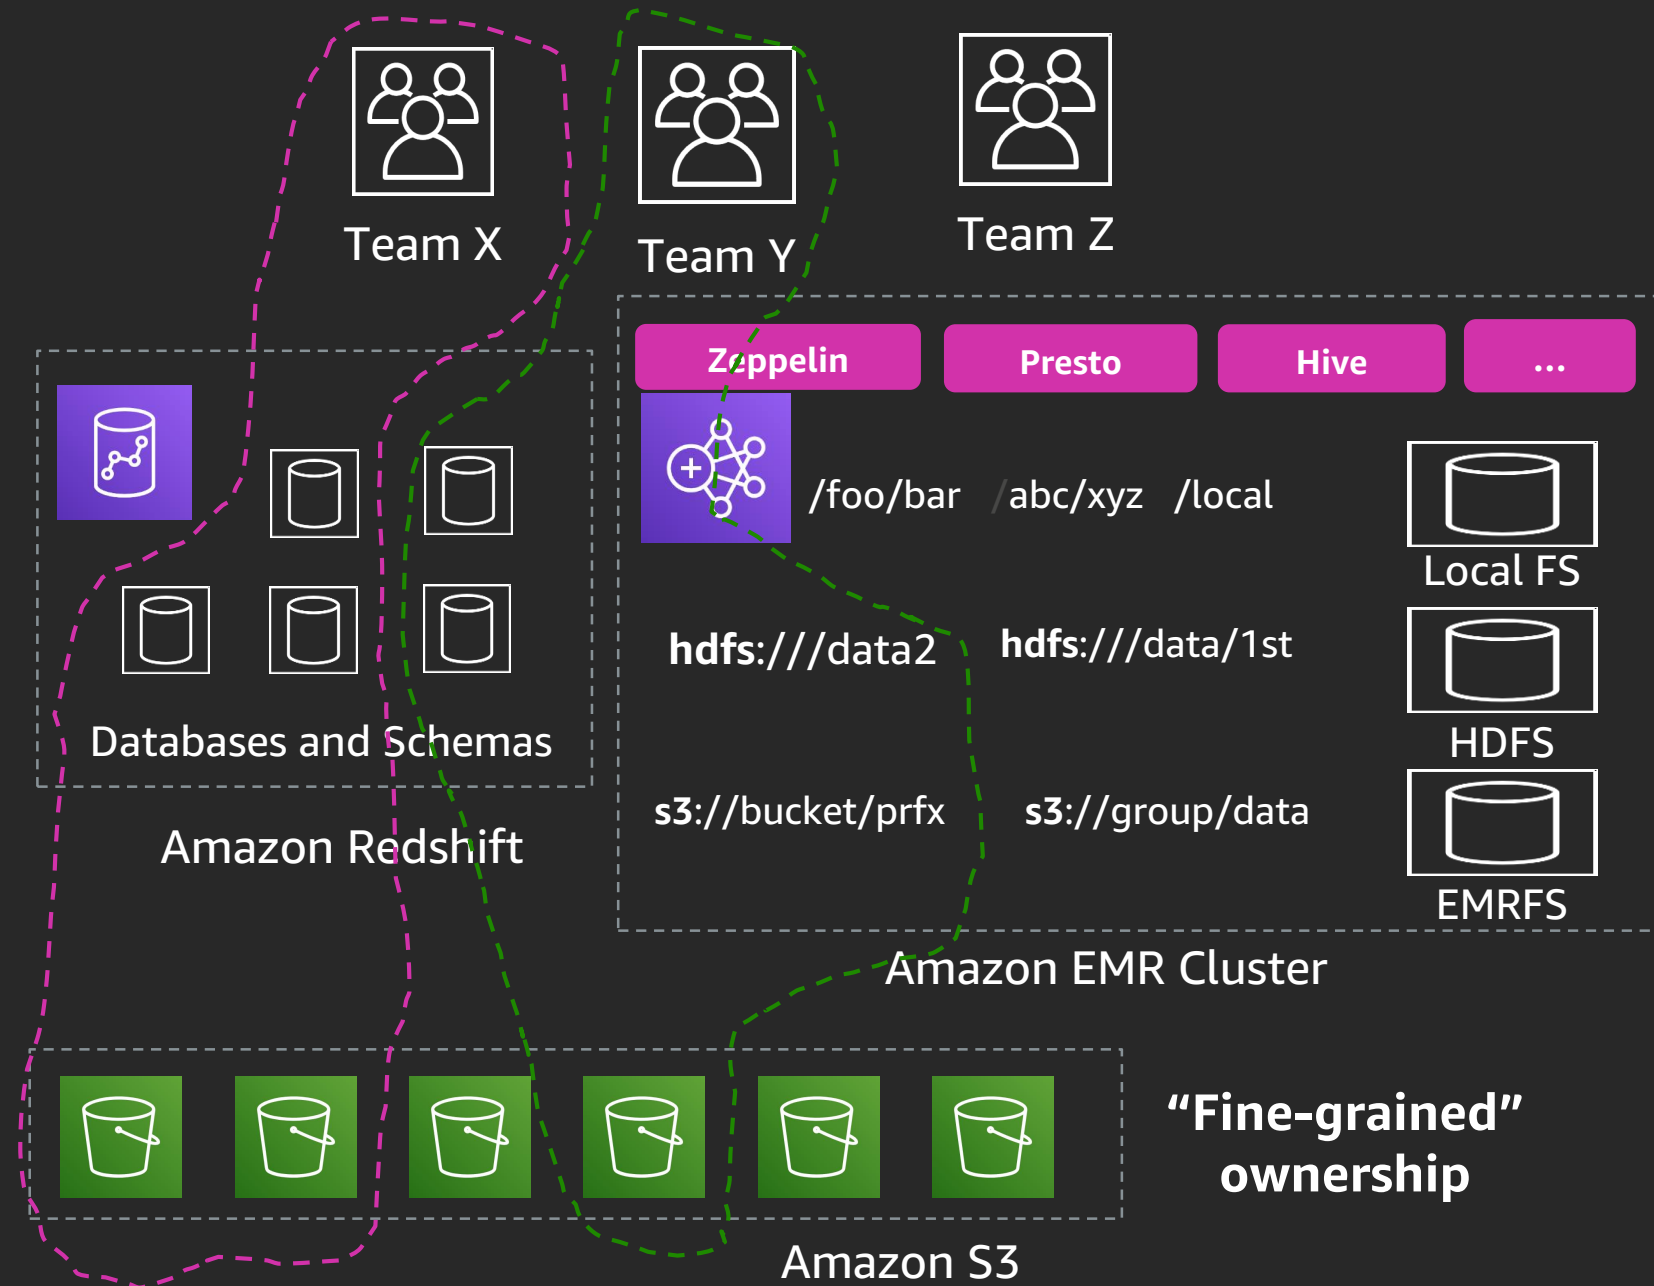 Team X
Team Y
Team Z
Zeppelin
Presto
Hive
...
/foo/bar
/abc/xyz
/local
Local FS
hdfs:///data2
hdfs:///data/1st
HDFS
Databases and Schemas
s3://bucket/prfx
s3://group/data
Amazon Redshift
EMRFS
Amazon EMR Cluster
“Fine-grained”
ownership
Amazon S3